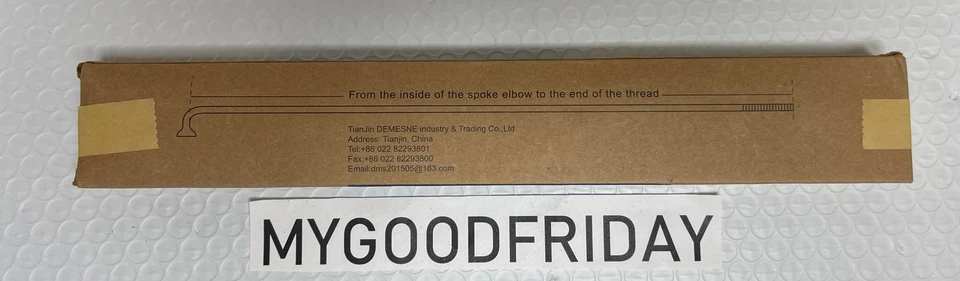 From the inside of the spoke elbow to the end of the thread
TianJin DEMESNE industry & Trading Co.,Ltd
Address: Tianjin, China
Tel:+86 022 82293801
Fax:+86 022 82293800
Email:dms201505@163.com
MYGOODFRIDAY